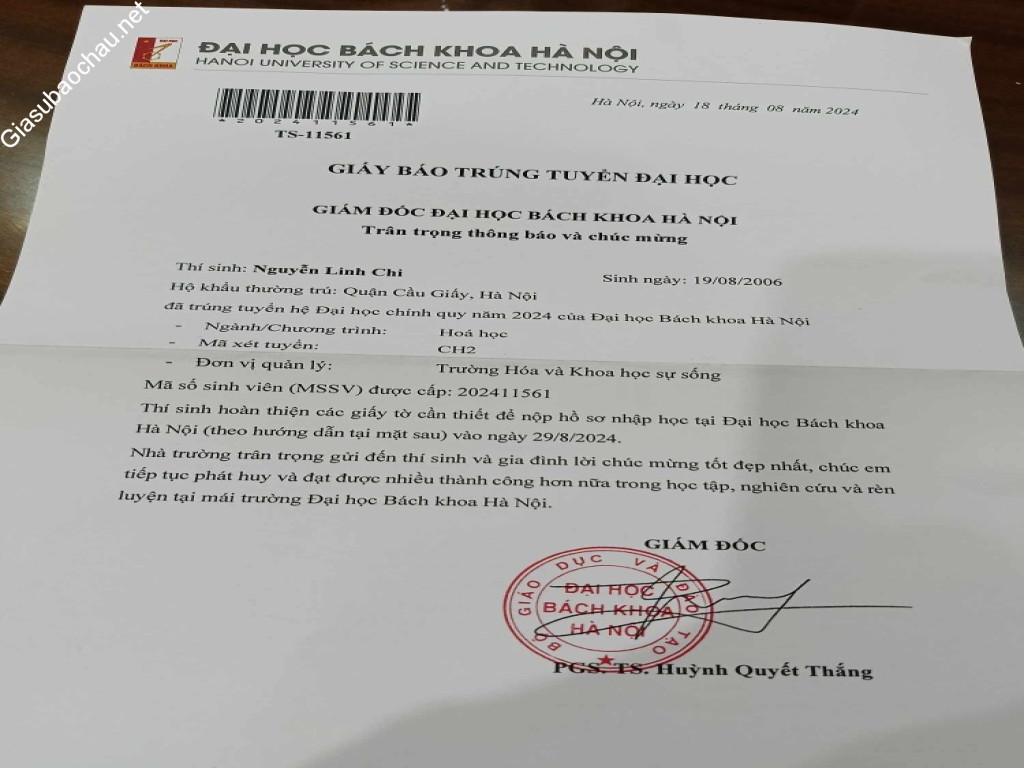 Giasubaochau.net
BÁCH KHOA
ĐẠI HỌC BÁCH KHOA HÀ NỘI
HANOI UNIVERSITY OF SCIENCE AND TECHNOLOGY
*202411561*
TS-11561
Hà Nội, ngày 18 tháng 08 năm 2024
GIẤY BÁO TRÚNG TUYỂN ĐẠI HỌC
GIÁM ĐỐC ĐẠI HỌC BÁCH KHOA HÀ NỘI
Trân trọng thông báo và chúc mừng
Thí sinh: Nguyễn Linh Chi Sinh ngày: 19/08/2006
Hộ khẩu thường trú: Quận Cầu Giấy, Hà Nội
đã trúng tuyển hệ Đại học chính quy năm 2024 của Đại học Bách khoa Hà Nội
- Ngành/Chương trình: Hoá học
- Mã xét tuyển: CH2
- Đơn vị quản lý: Trường Hóa và Khoa học sự sống
Mã số sinh viên (MSSV) được cấp: 202411561
Thí sinh hoàn thiện các giấy tờ cần thiết để nộp hồ sơ nhập học tại Đại học Bách khoa
Hà Nội (theo hướng dẫn tại mặt sau) vào ngày 29/8/2024.
Nhà trường trân trọng gửi đến thí sinh và gia đình lời chúc mừng tốt đẹp nhất, chúc em
tiếp tục phát huy và đạt được nhiều thành công hơn nữa trong học tập, nghiên cứu và rèn
luyện tại mái trường Đại học Bách khoa Hà Nội.
GIÁM ĐỐC
BỘ GIÁO DỤC VÀ ĐÀO TẠO
ĐẠI HỌC
BÁCH KHOA
HÀ NỘI
PGS. TS. Huỳnh Quyết Thắng